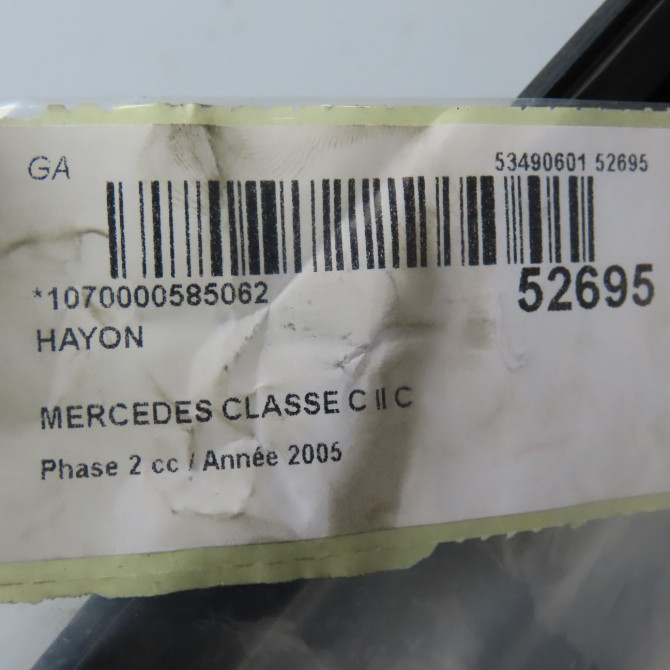 GA
53490601 52695
*1070000585062
52695
HAYON
MERCEDES CLASSE C II C
Phase 2 cc / Année 2005